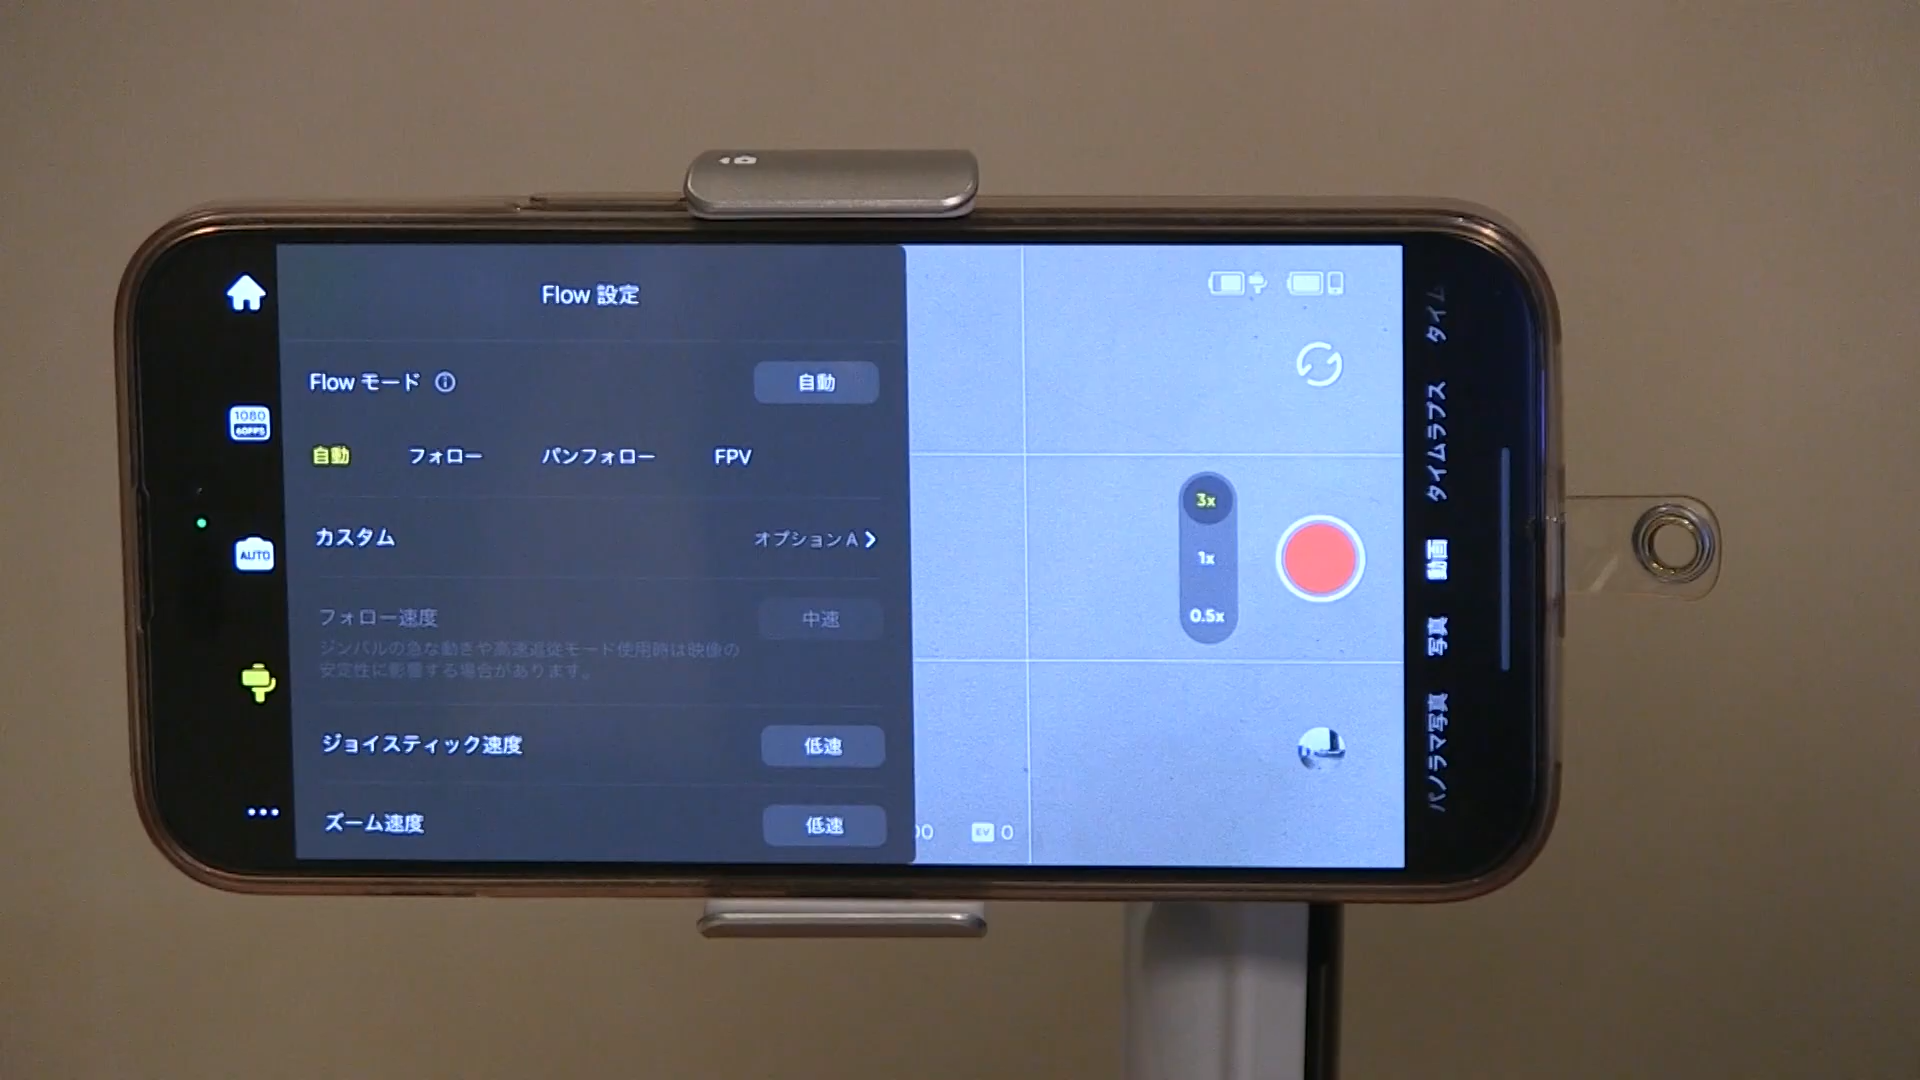 Flow 設定
1080
60FPS
AUTO
Flow モード
自動
自動 フォロー パンフォロー FPV
カスタム
オプション A
フォロー速度
中速
ジンバルの急な動きや高速追従モード使用時は映像の
安定性に影響する場合があります。
ジョイスティック速度
低速
ズーム速度
低速
00
EV 0
3x
1x
0.5x
タイム
タイムラプス
動画
写真
パノラマ写真